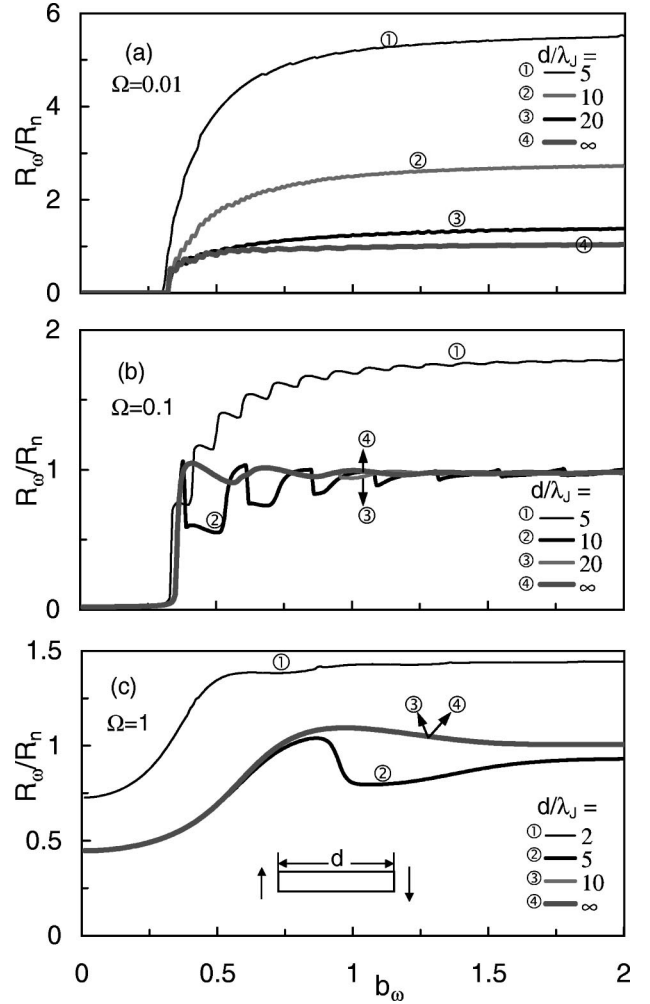 6
4
2
0
R_ω/R_n
(a)
Ω=0.01
①
②
③
④
d/λ_J =
① 5
② 10
③ 20
④ ∞
2
1
0
R_ω/R_n
(b)
Ω=0.1
①
④
②
③
d/λ_J =
① 5
② 10
③ 20
④ ∞
1.5
1
0.5
0
R_ω/R_n
(c)
Ω=1
①
③ ④
②
d/λ_J =
① 2
② 5
③ 10
④ ∞
d
0 0.5 1 1.5 2
b_ω